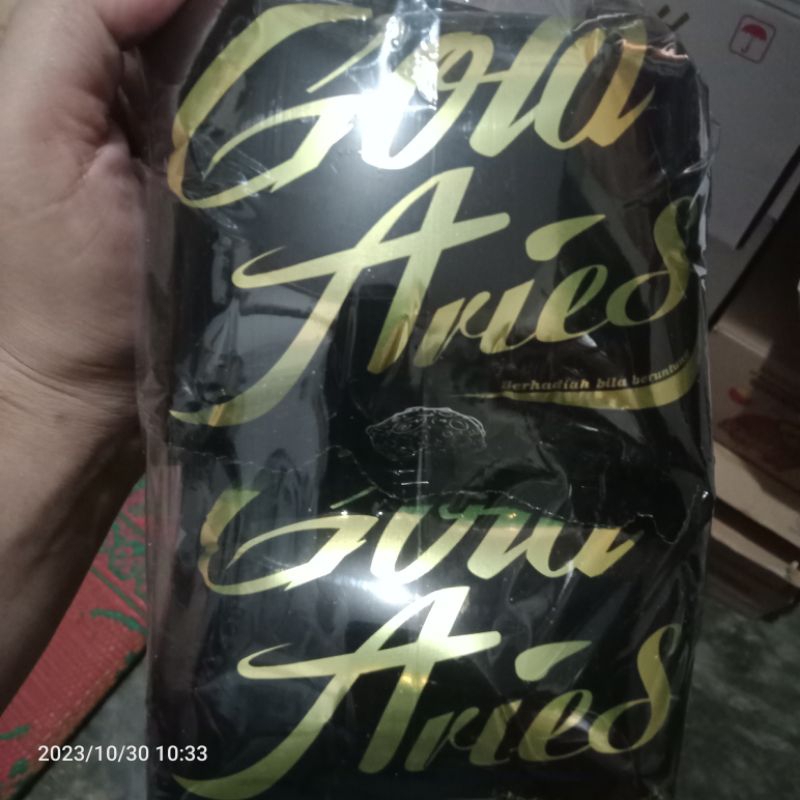 Gold
Aries
Berhadiah bila beruntung
Gold
Aries
2023/10/30 10:33